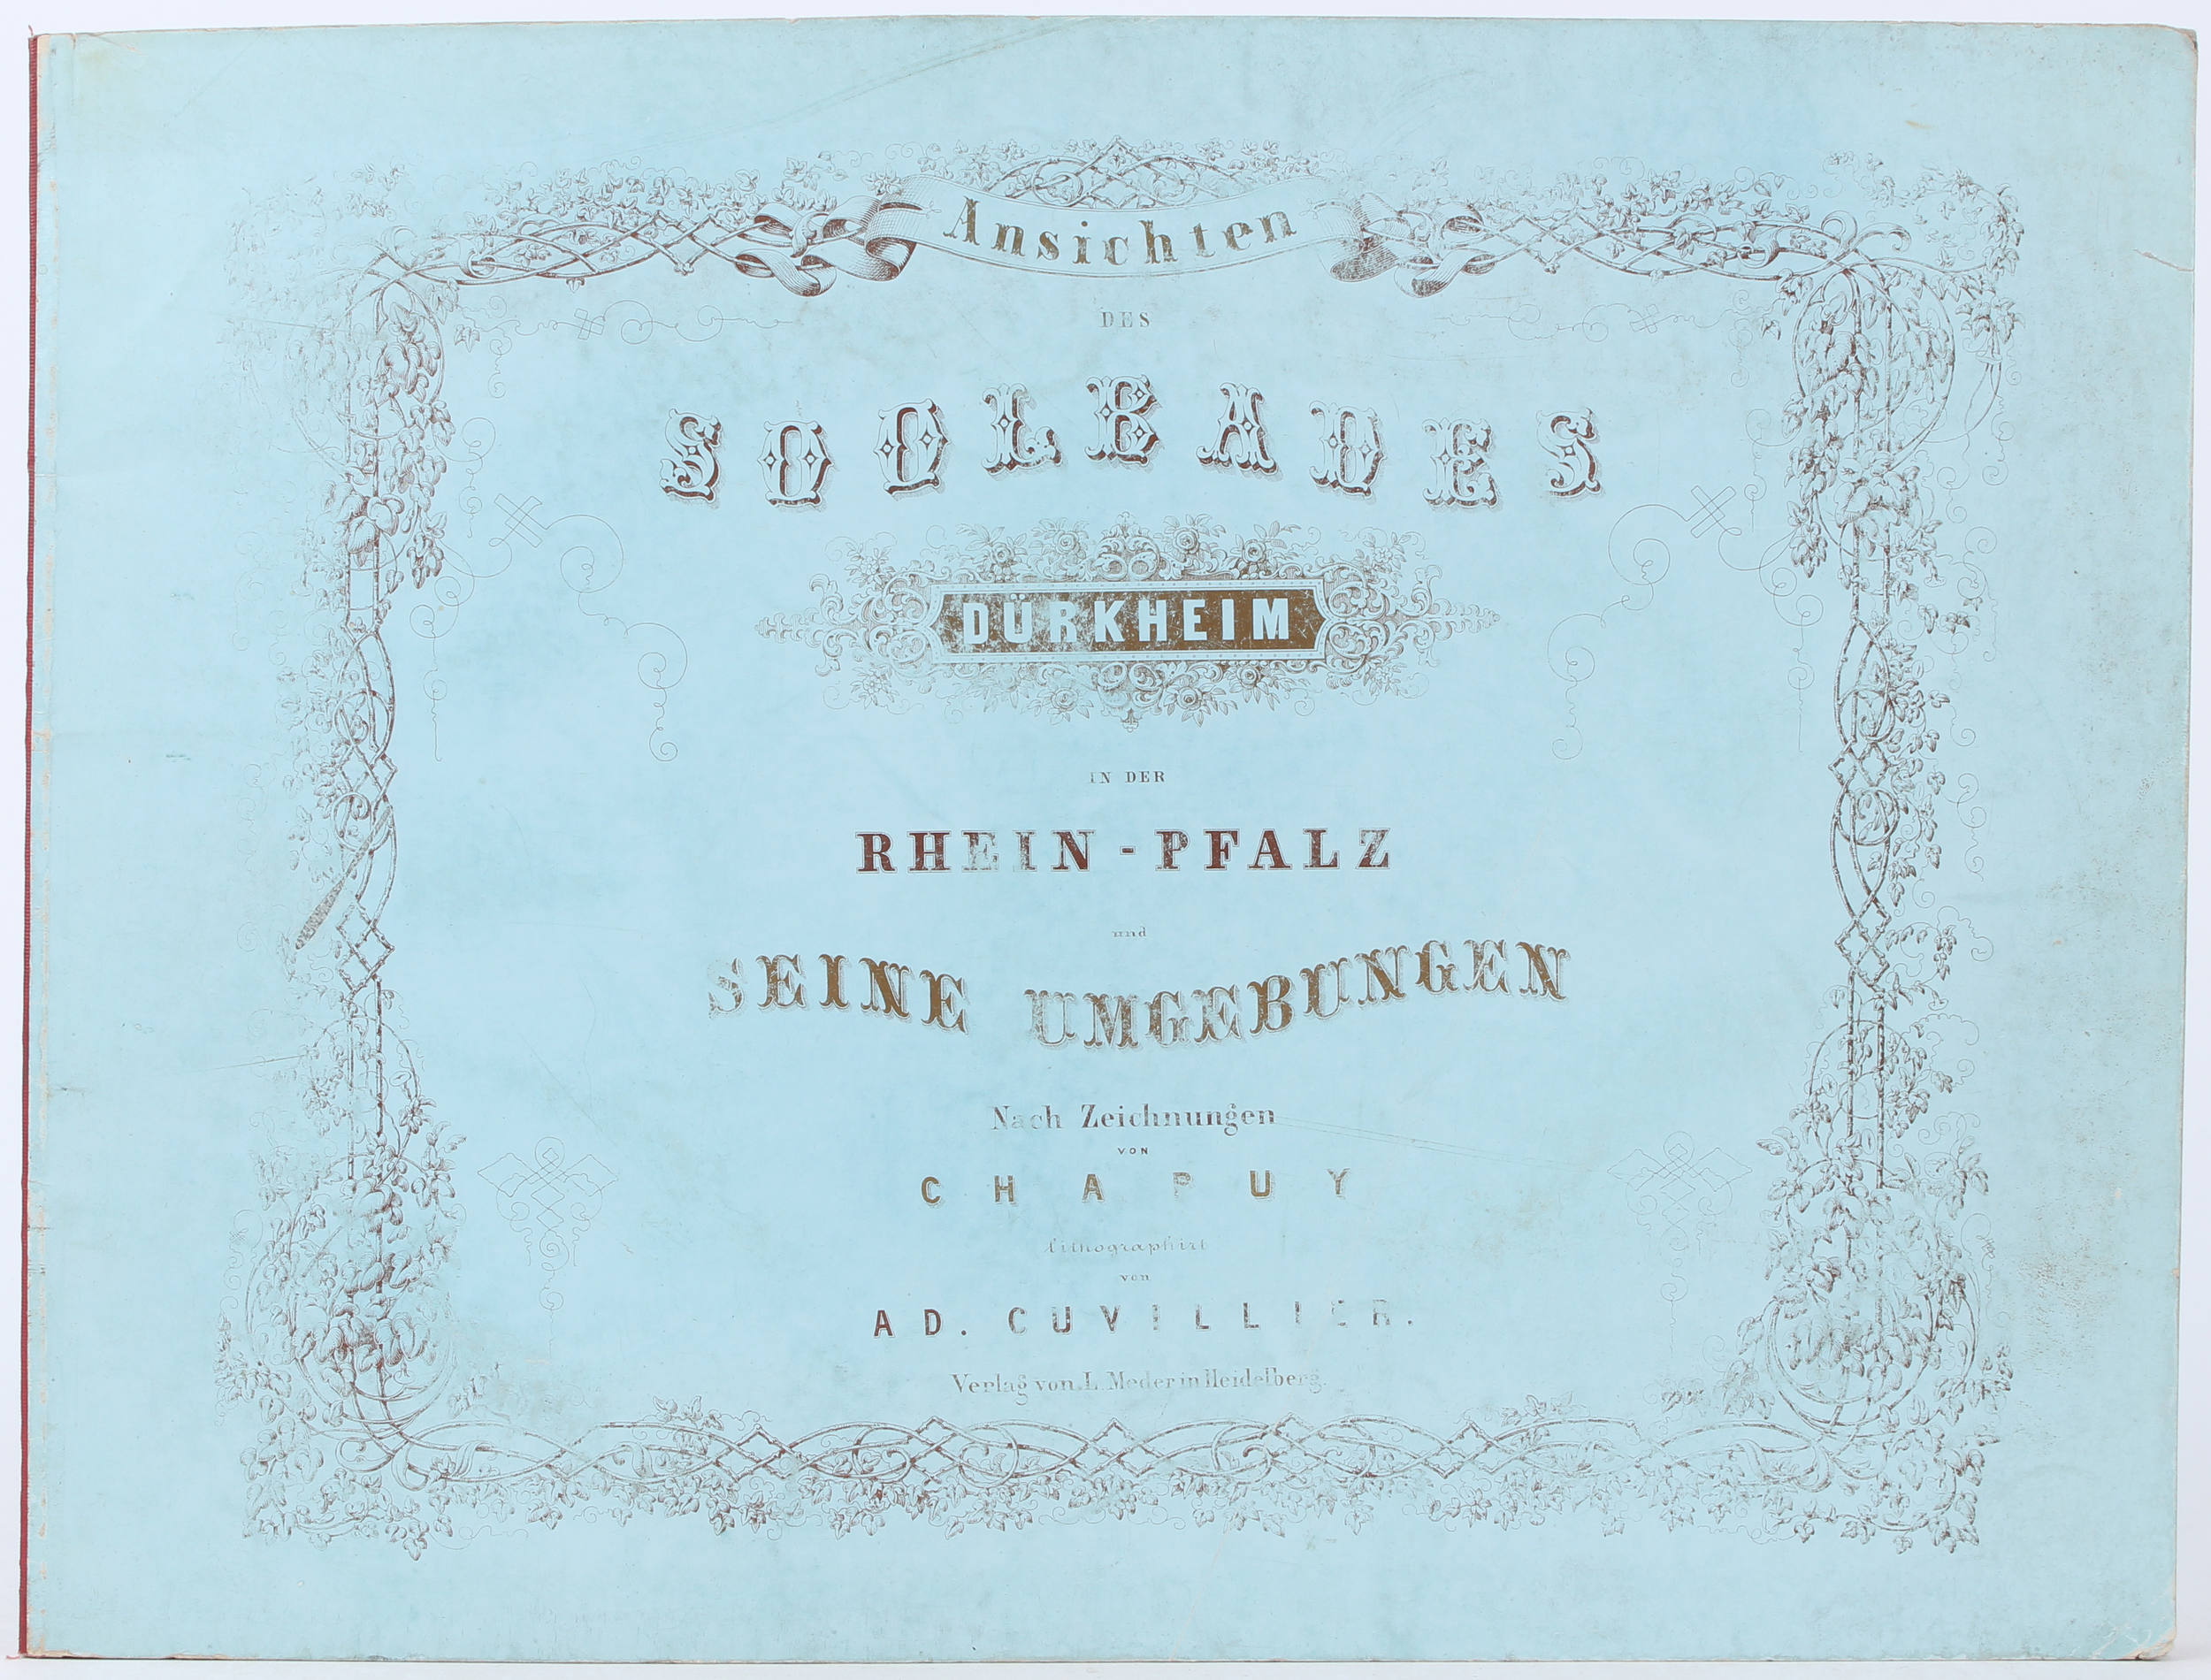 Ansichten
DES
SOOLBADES
DÜRKHEIM
IN DER
RHEIN-PFALZ
und
SEINE UMGEBUNGEN
Nach Zeichnungen
VON
CHAPUY
lithographirt
von
AD. CUVILLIER.
Verlag von L. Meder in Heidelberg.